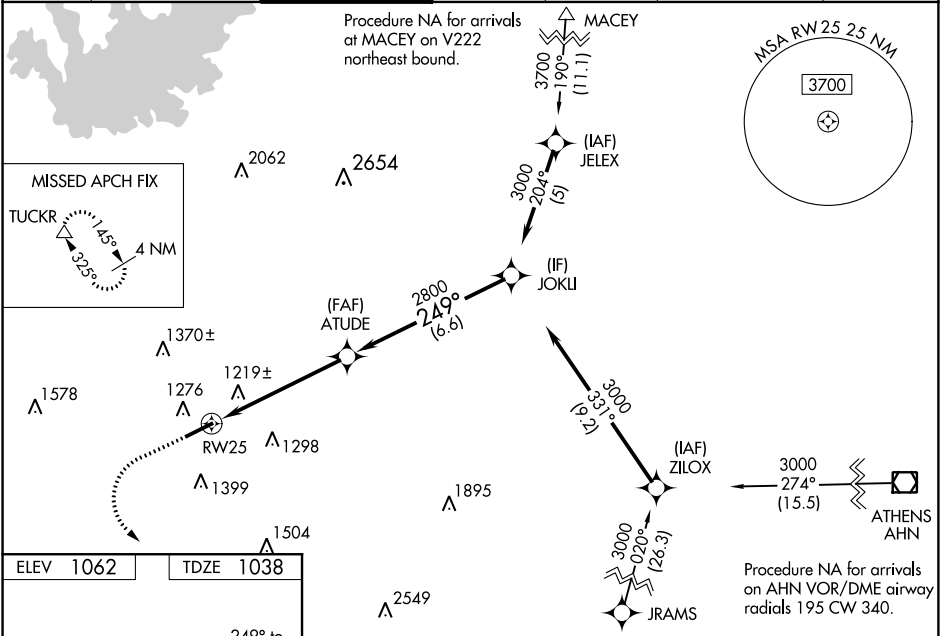 Procedure NA for arrivals
at MACEY on V222
northeast bound.
MACEY
3700
190°
(11.1)
MSA RW 25 25 NM
3700
(IAF)
JELEX
3000
204°
(5)
2062
2654
MISSED APCH FIX
TUCKR
145°
4 NM
325°
(IF)
JOKLI
2800
249°
(6.6)
(FAF)
ATUDE
1370±
1219±
1578
1276
RW25
1298
1399
3000
331°
(9.2)
(IAF)
ZILOX
3000
274°
(15.5)
ATHENS
AHN
1895
1504
3000
020°
(26.3)
JRAMS
Procedure NA for arrivals
on AHN VOR/DME airway
radials 195 CW 340.
2549
ELEV 1062
TDZE 1038
249° to